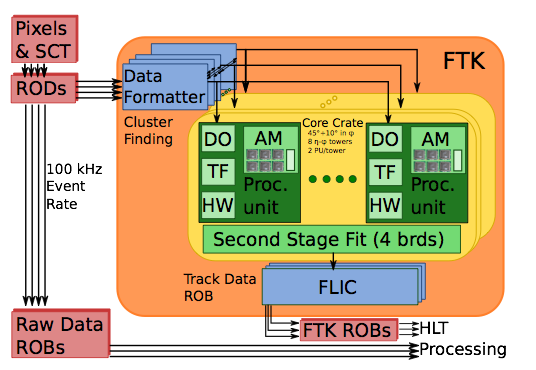 Pixels
& SCT
FTK
RODs
Data
Formatter
Cluster
Finding
Core Crate
45°+10° in φ
8 η-φ towers
2 PU/tower
DO
AM
TF
Proc.
unit
HW
DO
AM
TF
Proc.
unit
HW
100 kHz
Event
Rate
Second Stage Fit (4 brds)
Track Data
ROB
FLIC
Raw Data
ROBs
FTK ROBs
HLT
Processing